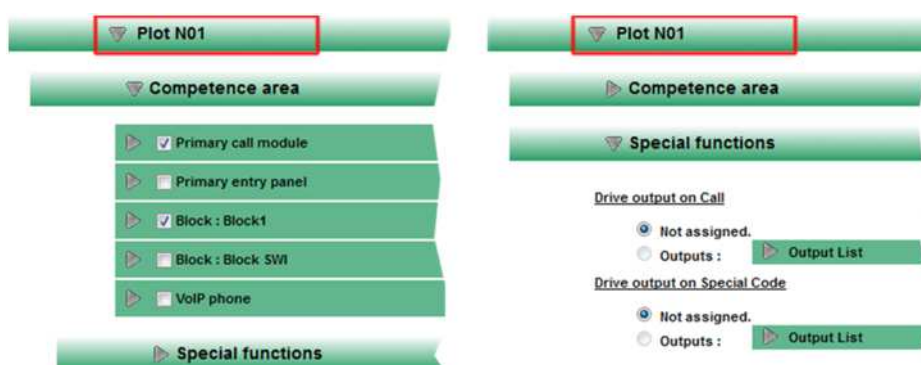 Plot N01
Competence area
Primary call module
Primary entry panel
Block : Block1
Block : Block SWI
VoIP phone
Special functions
Plot N01
Competence area
Special functions
Drive output on Call
Not assigned.
Outputs : Output List
Drive output on Special Code
Not assigned.
Outputs : Output List